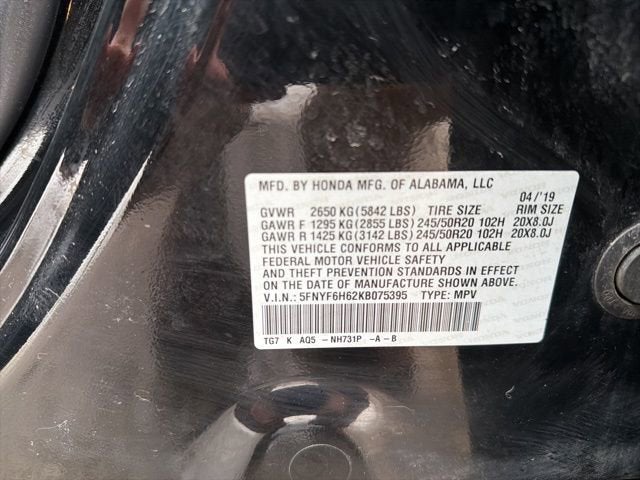 MFD. BY HONDA MFG. OF ALABAMA, LLC
04/'19
GVWR 2650 KG(5842 LBS) TIRE SIZE RIM SIZE
GAWR F 1295 KG(2855 LBS) 245/50R20 102H 20X8.0J
GAWR R 1425 KG(3142 LBS) 245/50R20 102H 20X8.0J
THIS VEHICLE CONFORMS TO ALL APPLICABLE
FEDERAL MOTOR VEHICLE SAFETY
AND THEFT PREVENTION STANDARDS IN EFFECT
ON THE DATE OF MANUFACTURE SHOWN ABOVE.
V.I.N.: 5FNYF6H62KB075395 TYPE: MPV
TG7 K AQ5 -NH731P -A-B